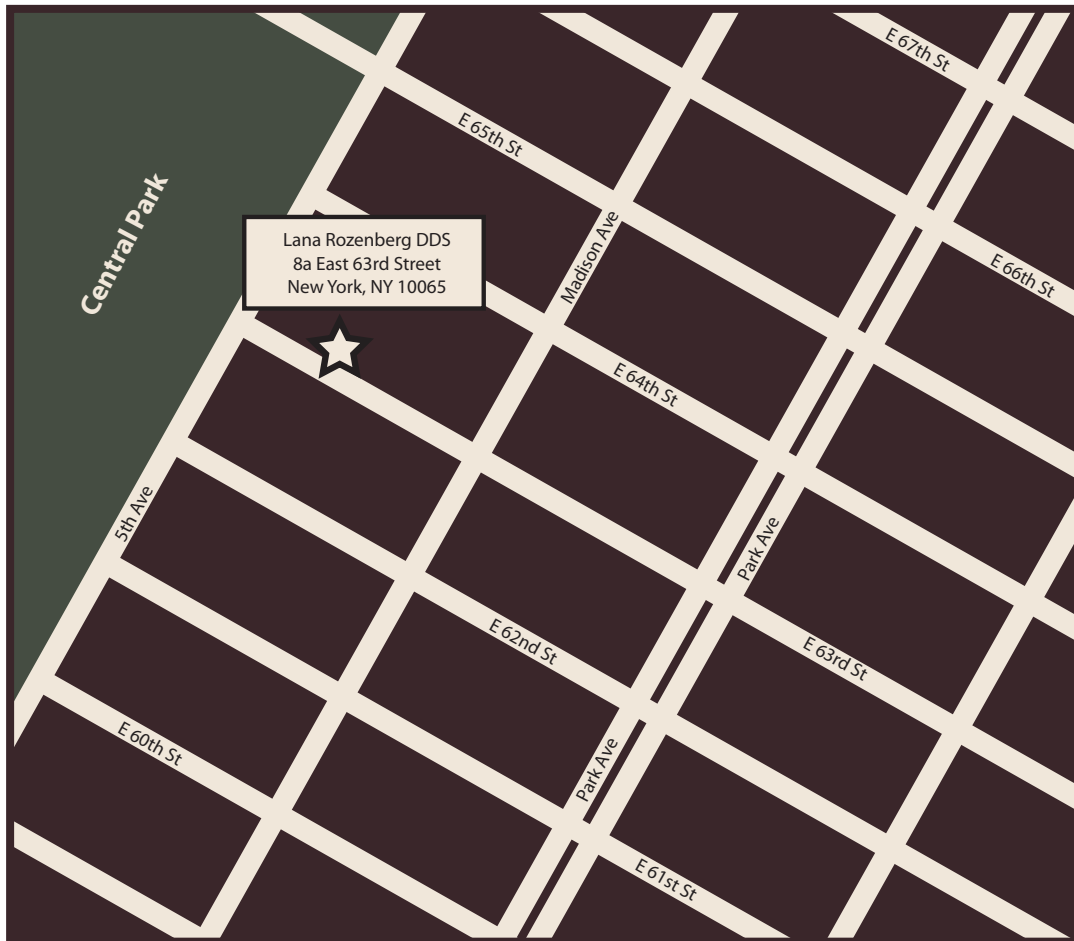 E 67th St
E 65th St
Central Park
Lana Rozenberg DDS
8a East 63rd Street
New York, NY 10065
Madison Ave
E 66th St
E 64th St
5th Ave
Park Ave
E 62nd St
E 63rd St
E 60th St
Park Ave
E 61st St